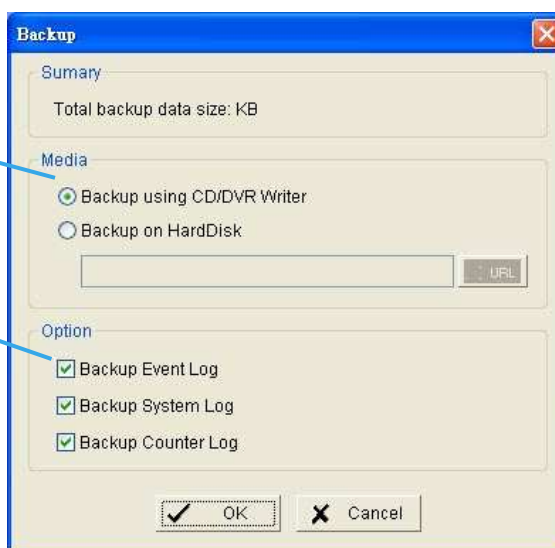 Backup
Sumary
Total backup data size: KB
Media
Backup using CD/DVR Writer
Backup on HardDisk
URL
Option
Backup Event Log
Backup System Log
Backup Counter Log
OK
Cancel